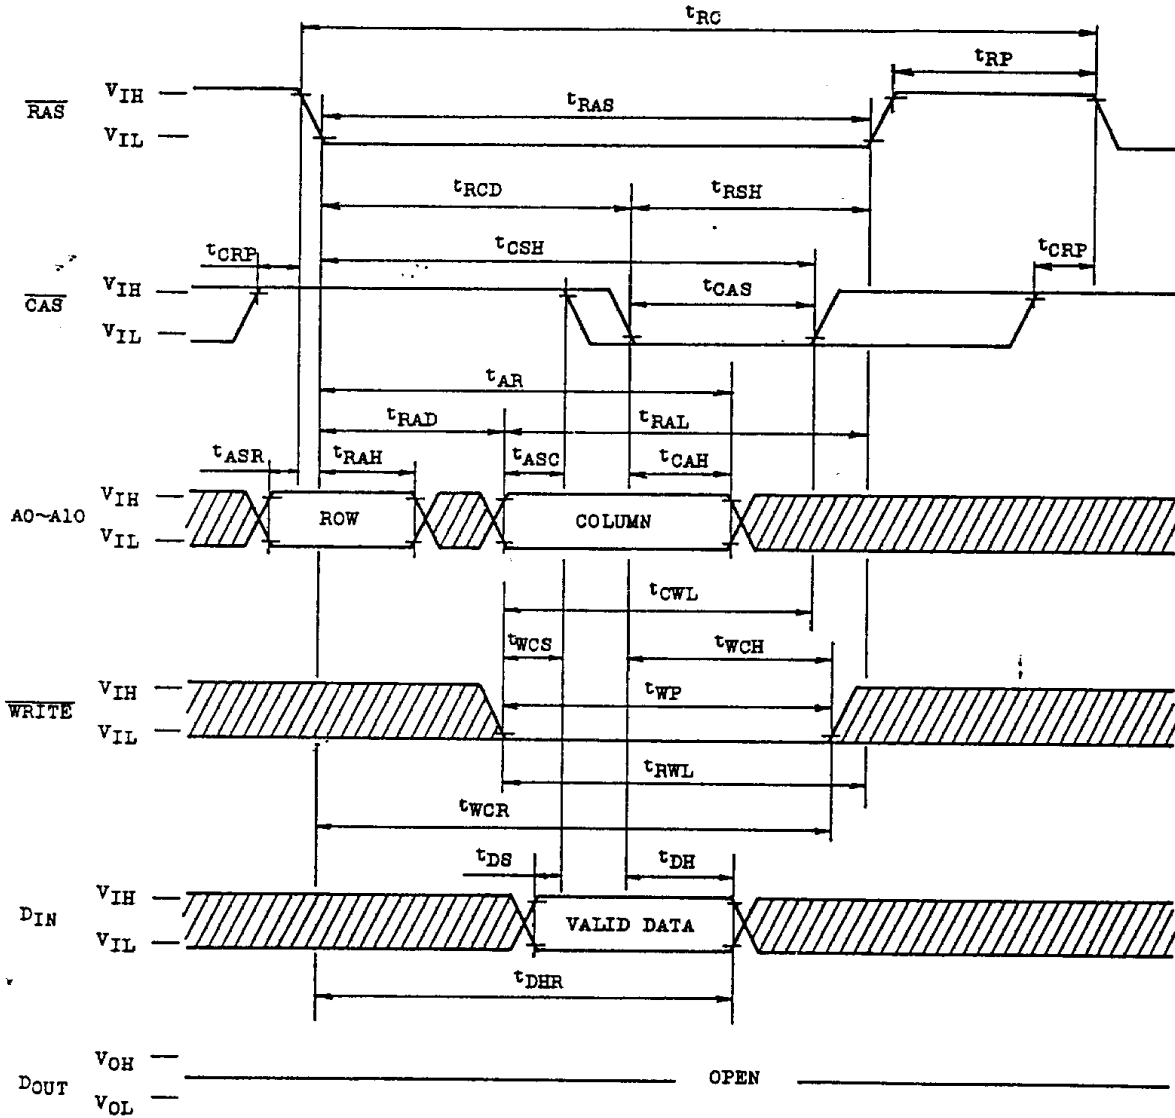 tRC
tRP
RAS VIH
tRAS
VIL
tRCD tRSH
tCRP tCSH tCRP
CAS VIH
tCAS
VIL
tAR
tRAD tRAL
tASR tRAH tASC tCAH
A0~A10 VIH
ROW COLUMN
VIL
tCWL
tWCS tWCH
WRITE VIH
tWP
VIL
tRWL
tWCR
tDS tDH
DIN VIH
VALID DATA
VIL
tDHR
DOUT VOH
OPEN
VOL